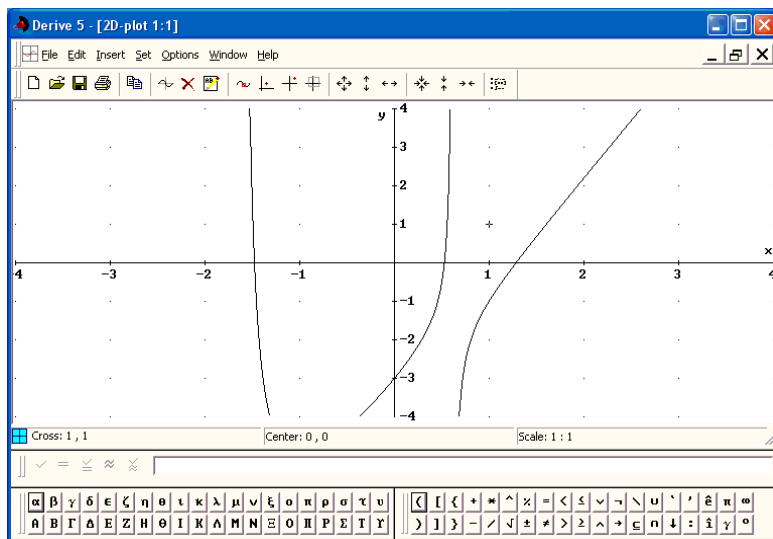 Derive 5 - [2D-plot 1:1]
File Edit Insert Set Options Window Help
y
4
3
2
1
x
-4 -3 -2 -1 1 2 3 4
-1
-2
-3
-4
Cross: 1 , 1 Center: 0 , 0 Scale: 1 : 1
α β γ δ ε ζ η θ ι κ λ μ ν ξ ο π ρ σ τ υ ( [ { + * ^ % = < ≤ ∨ ¬ \ ∪ ` ' ê π ∞
Α Β Γ Δ Ε Ζ Η Θ Ι Κ Λ Μ Ν Ξ Ο Π Ρ Σ Τ Υ ) ] } - / √ ± ≠ > ≥ ∧ → ⊆ ∩ ↓ : î γ °